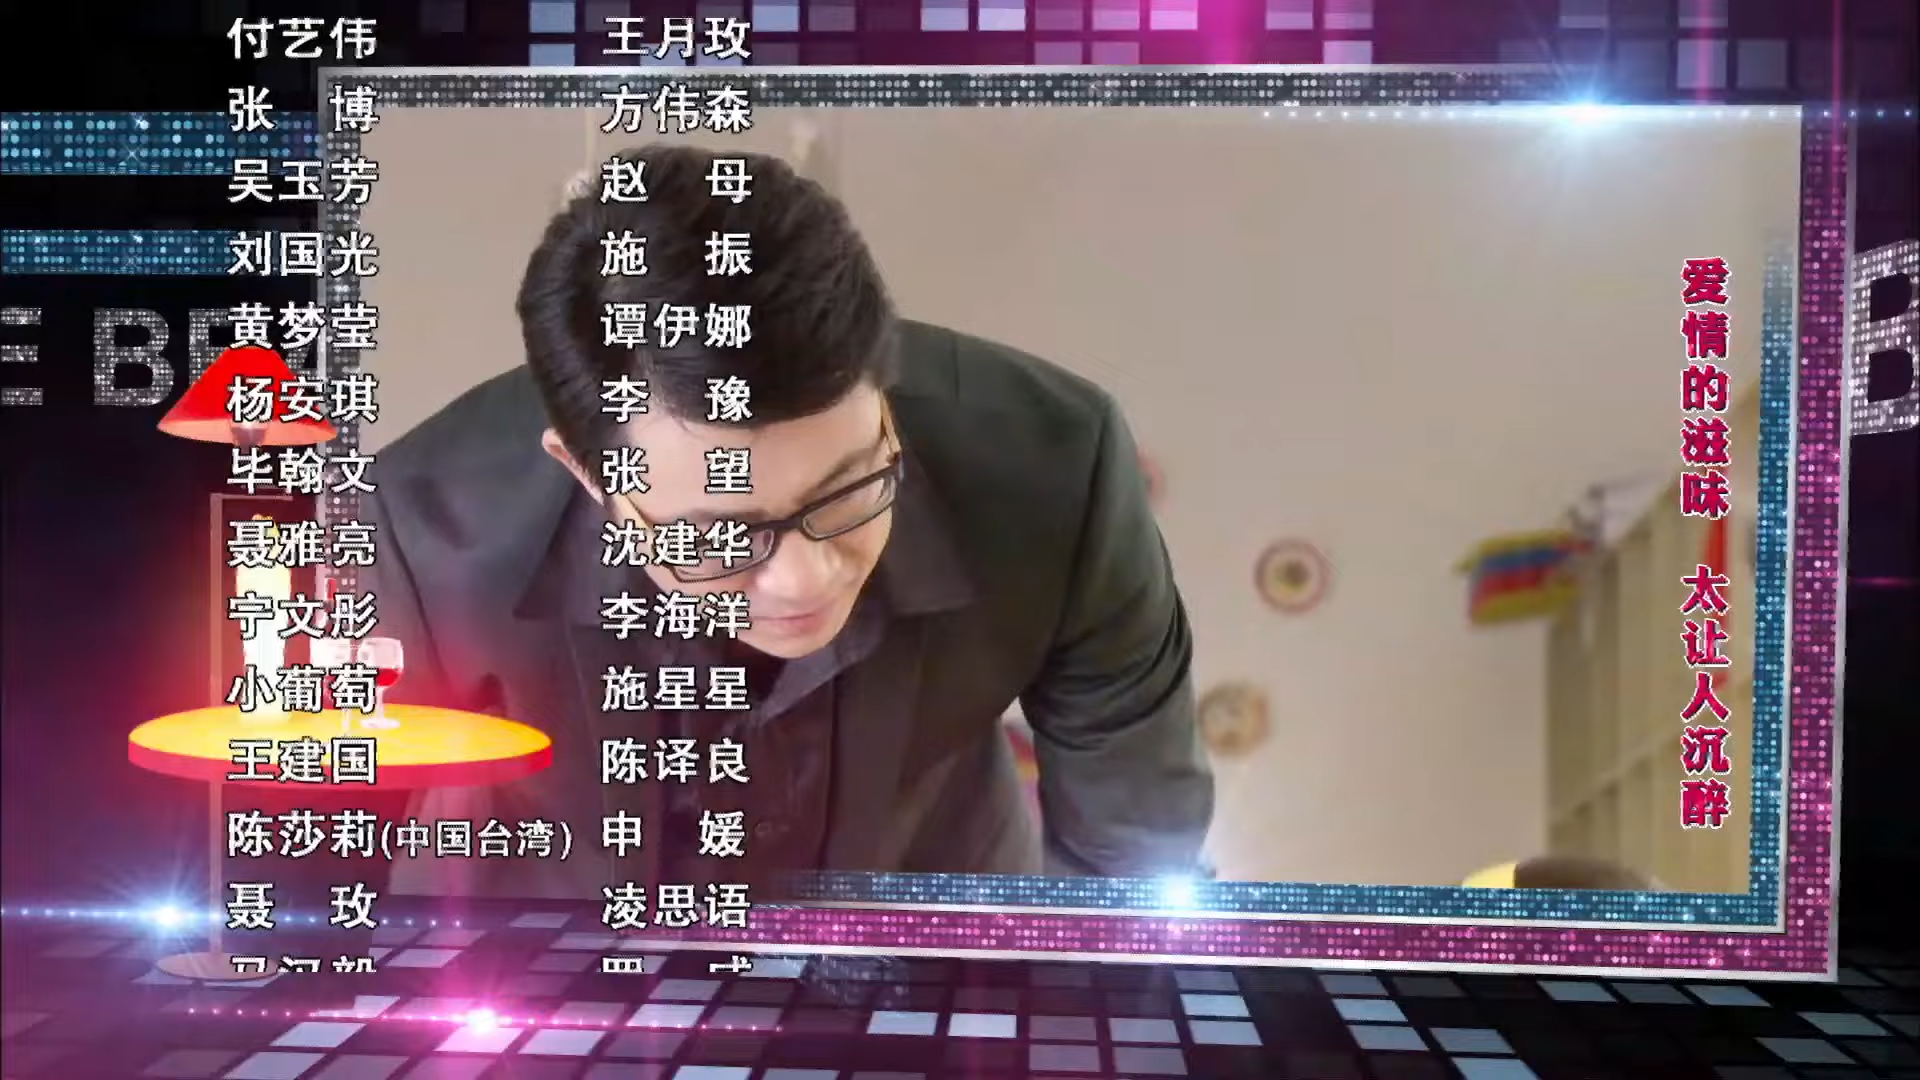 付艺伟 王月玫
张 博 方伟森
吴玉芳 赵 母
刘国光 施 振
黄梦莹 谭伊娜
杨安琪 李 豫
毕翰文 张 望
聂雅亮 沈建华
宁文彤 李海洋
小葡萄 施星星
王建国 陈译良
陈莎莉(中国台湾) 申 媛
聂 玫 凌思语
爱情的滋味 太让人沉醉
E BE
B